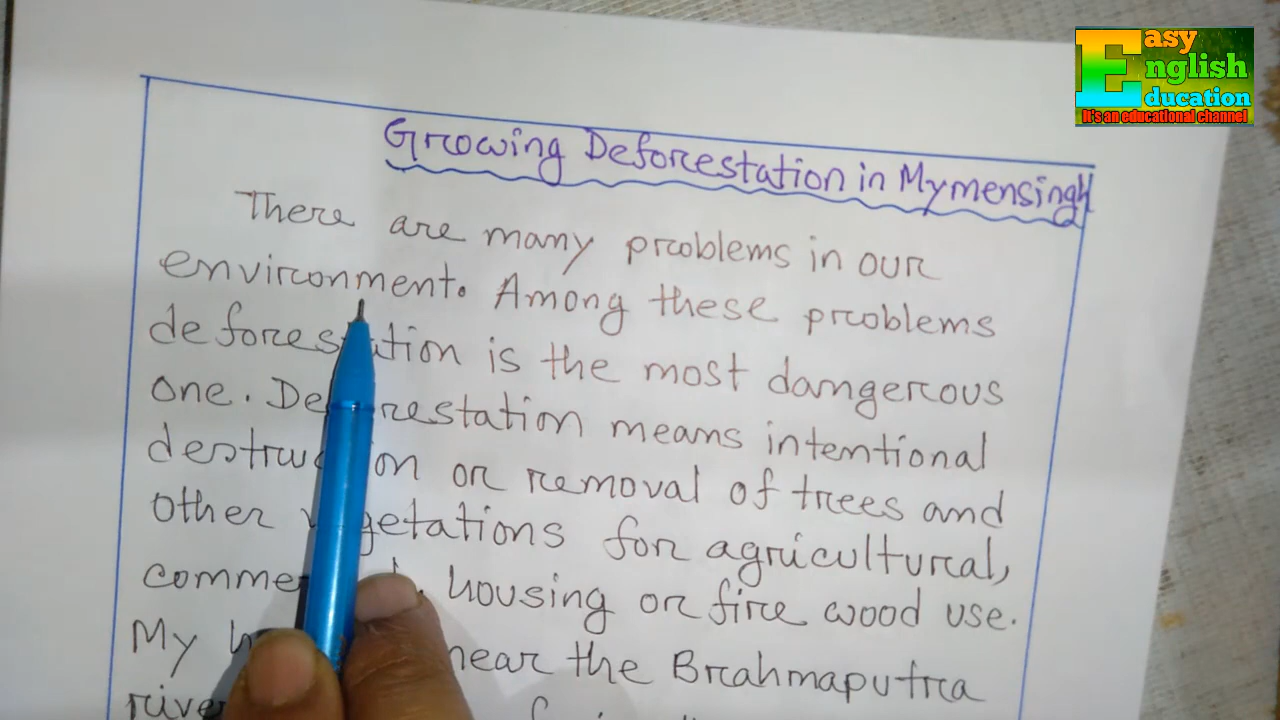 Easy
English
Education
It's an educational channel
Growing Deforestation in Mymensingh
There are many problems in our
environment. Among these problems
deforestation is the most dangerous
one. Deforestation means intentional
destruction or removal of trees and
other vegetations for agricultural,
commercial, housing or fire wood use.
My near the Brahmaputra
river